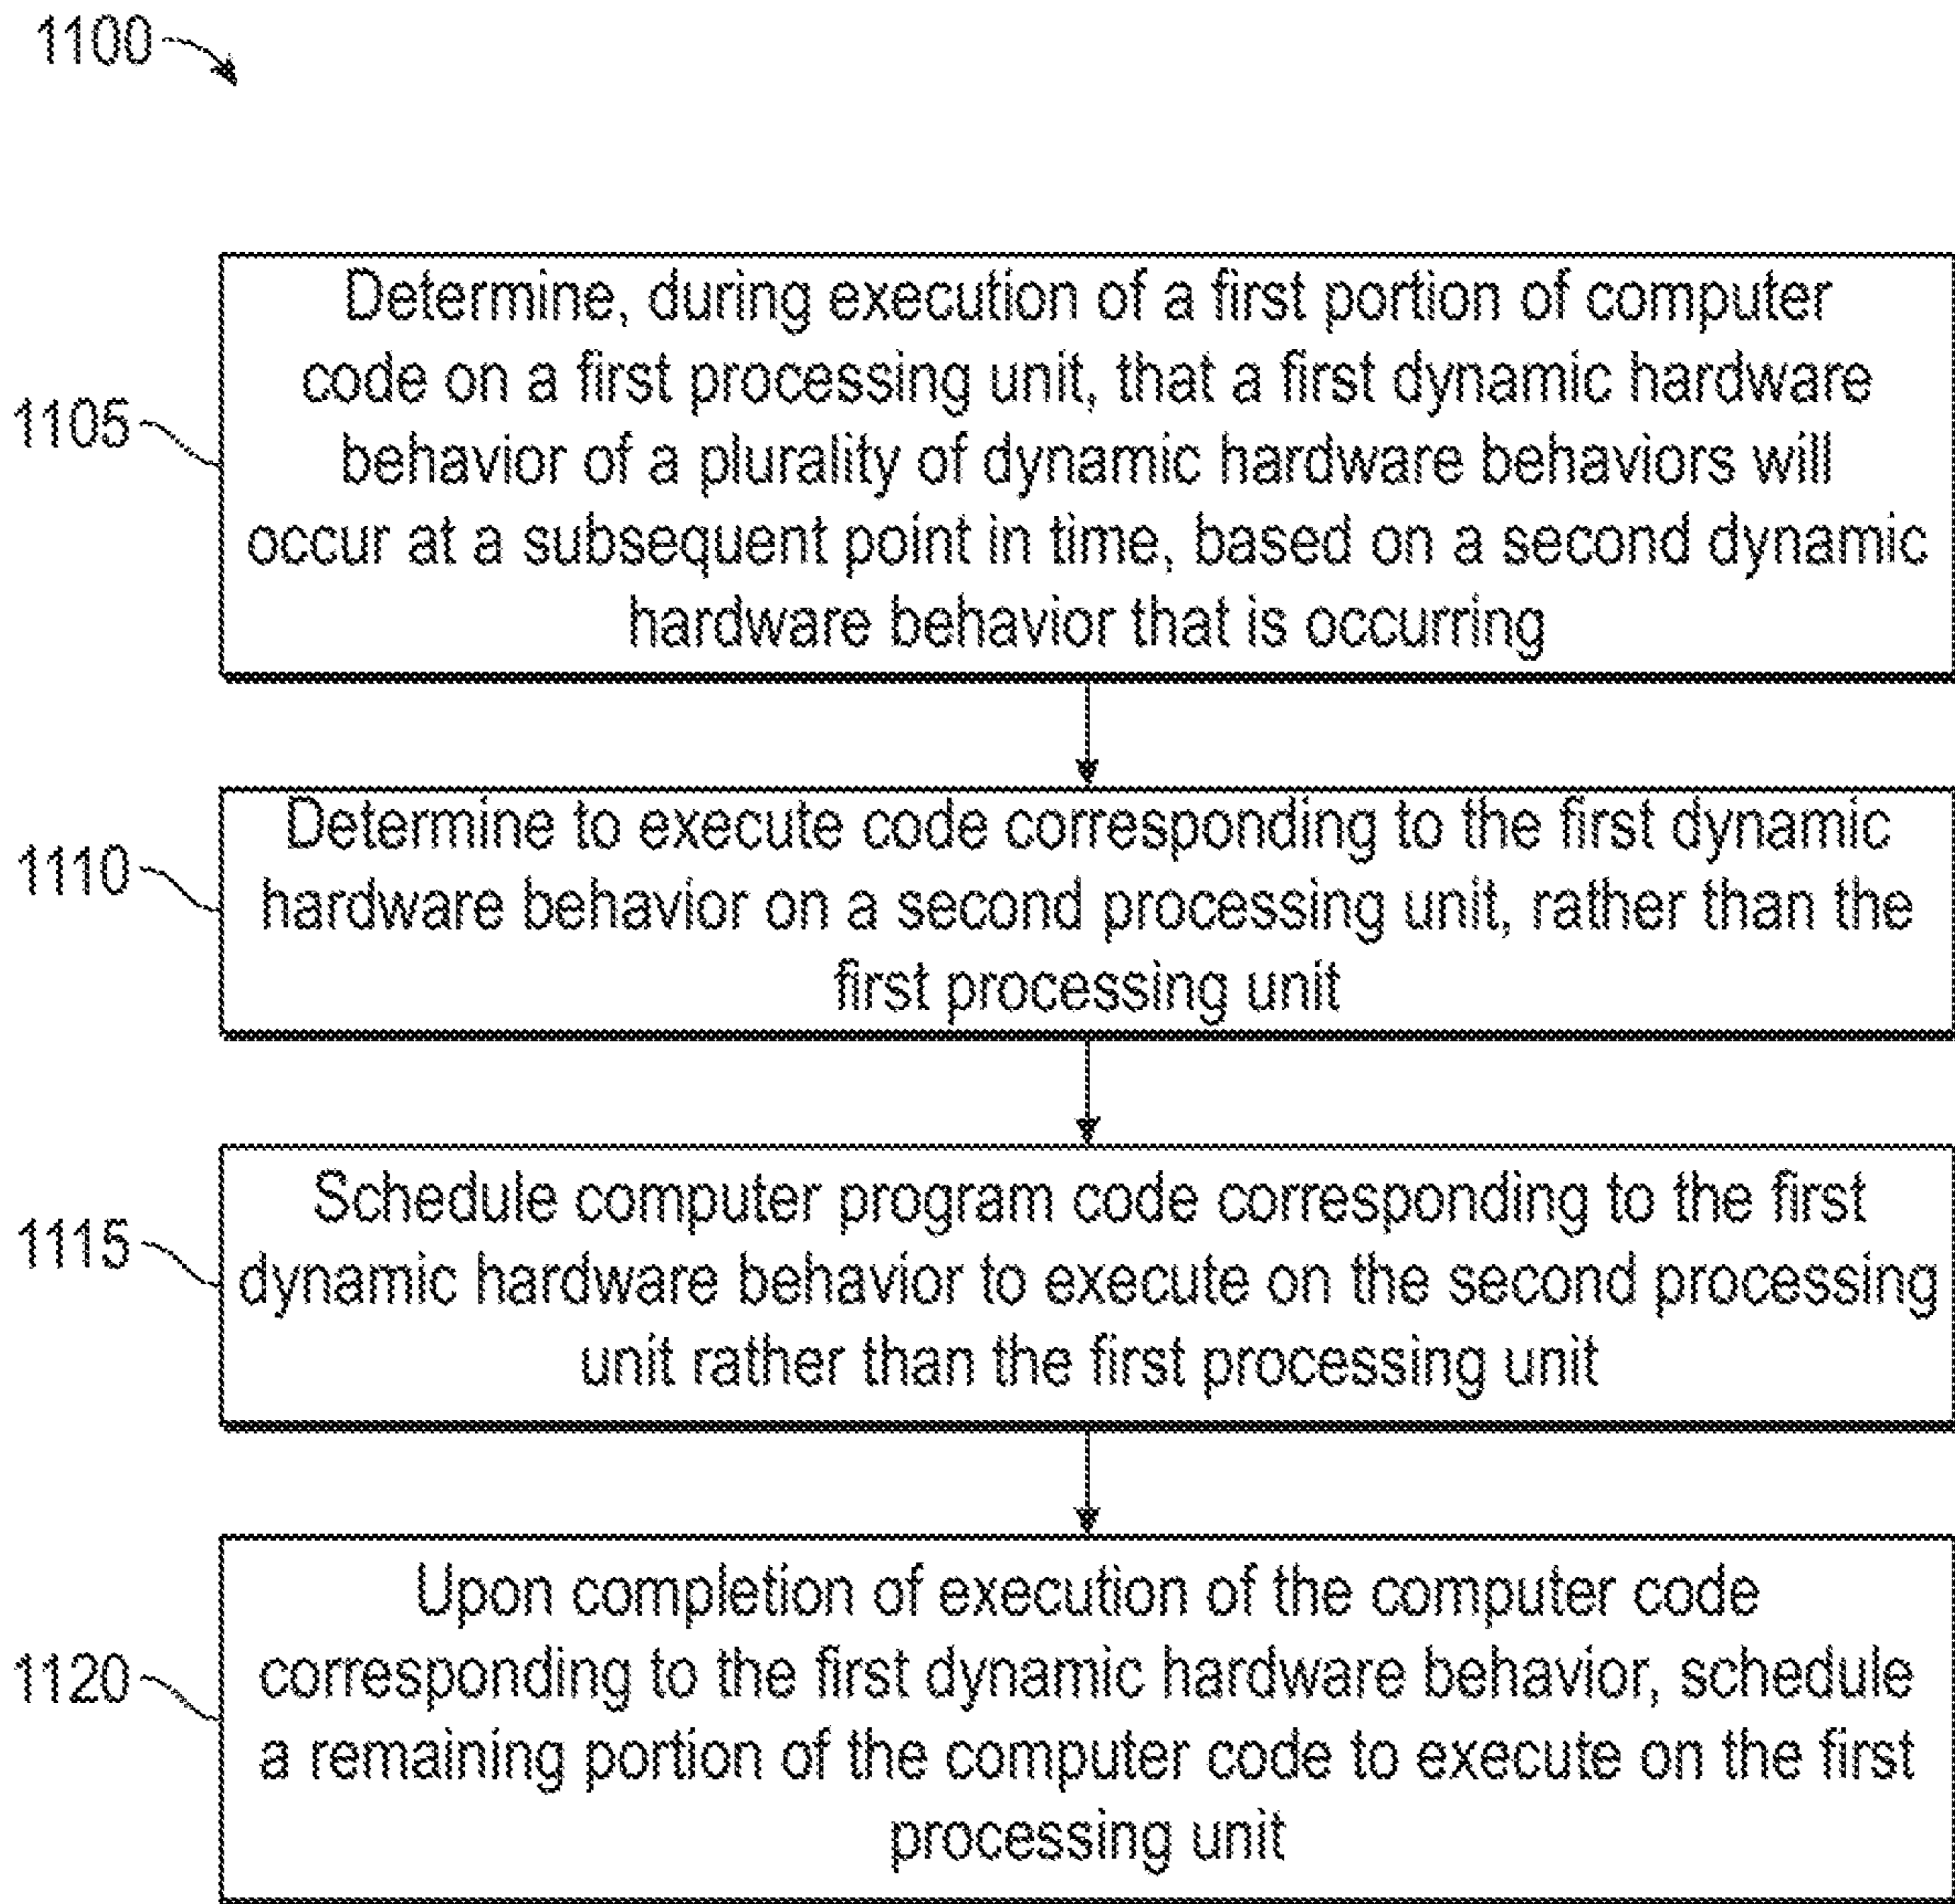 1100
1105
Determine, during execution of a first portion of computer
code on a first processing unit, that a first dynamic hardware
behavior of a plurality of dynamic hardware behaviors will
occur at a subsequent point in time, based on a second dynamic
hardware behavior that is occurring
1110
Determine to execute code corresponding to the first dynamic
hardware behavior on a second processing unit, rather than the
first processing unit
1115
Schedule computer program code corresponding to the first
dynamic hardware behavior to execute on the second processing
unit rather than the first processing unit
1120
Upon completion of execution of the computer code
corresponding to the first dynamic hardware behavior, schedule
a remaining portion of the computer code to execute on the first
processing unit